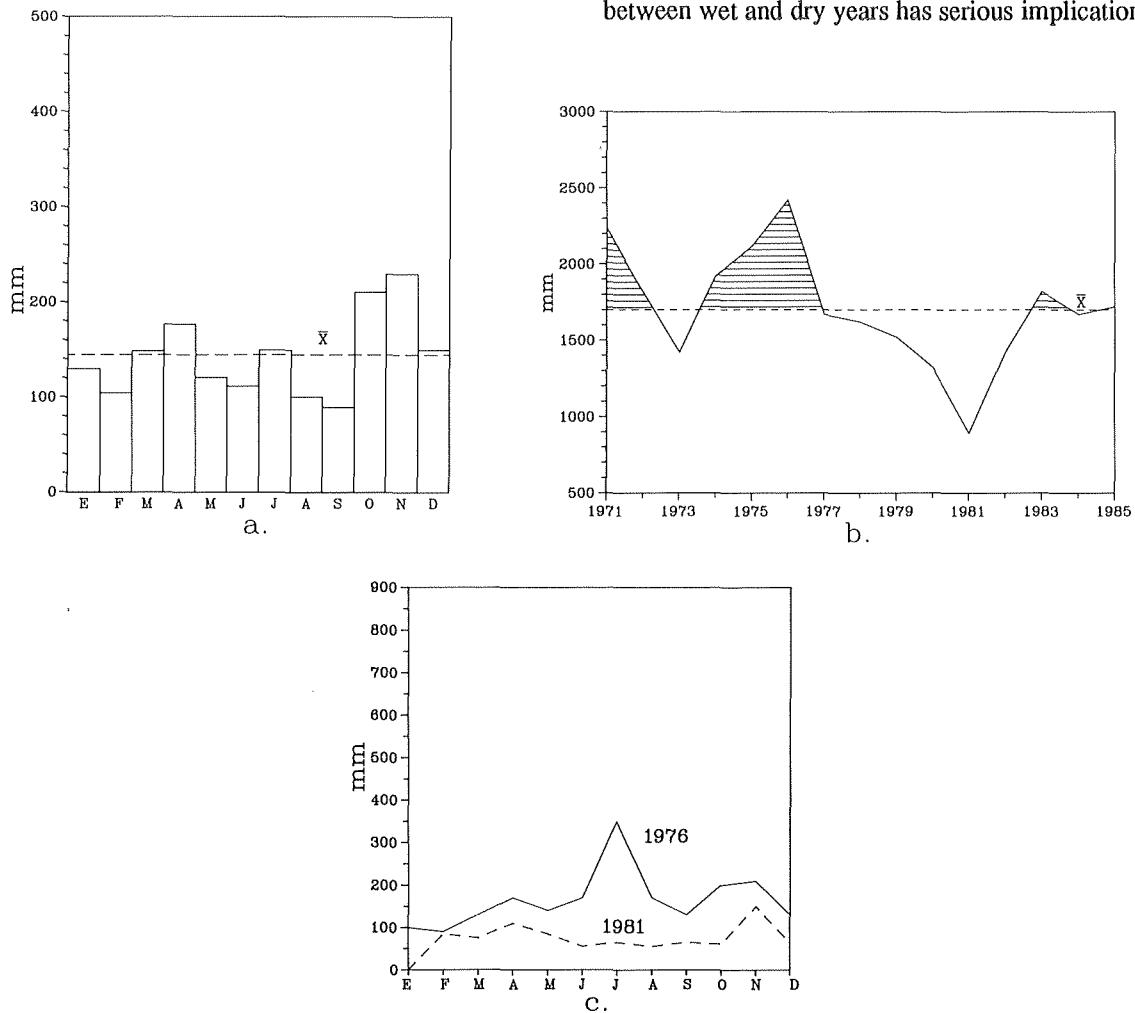 between wet and dry years has serious implication
500
400
300
200
100
0
mm
X̄
E F M A M J J A S O N D
a.
3000
2500
2000
1500
1000
500
mm
X̄
1971 1973 1975 1977 1979 1981 1983 1985
b.
900
800
700
600
500
400
300
200
100
0
mm
1976
1981
E F M A M J J A S O N D
c.